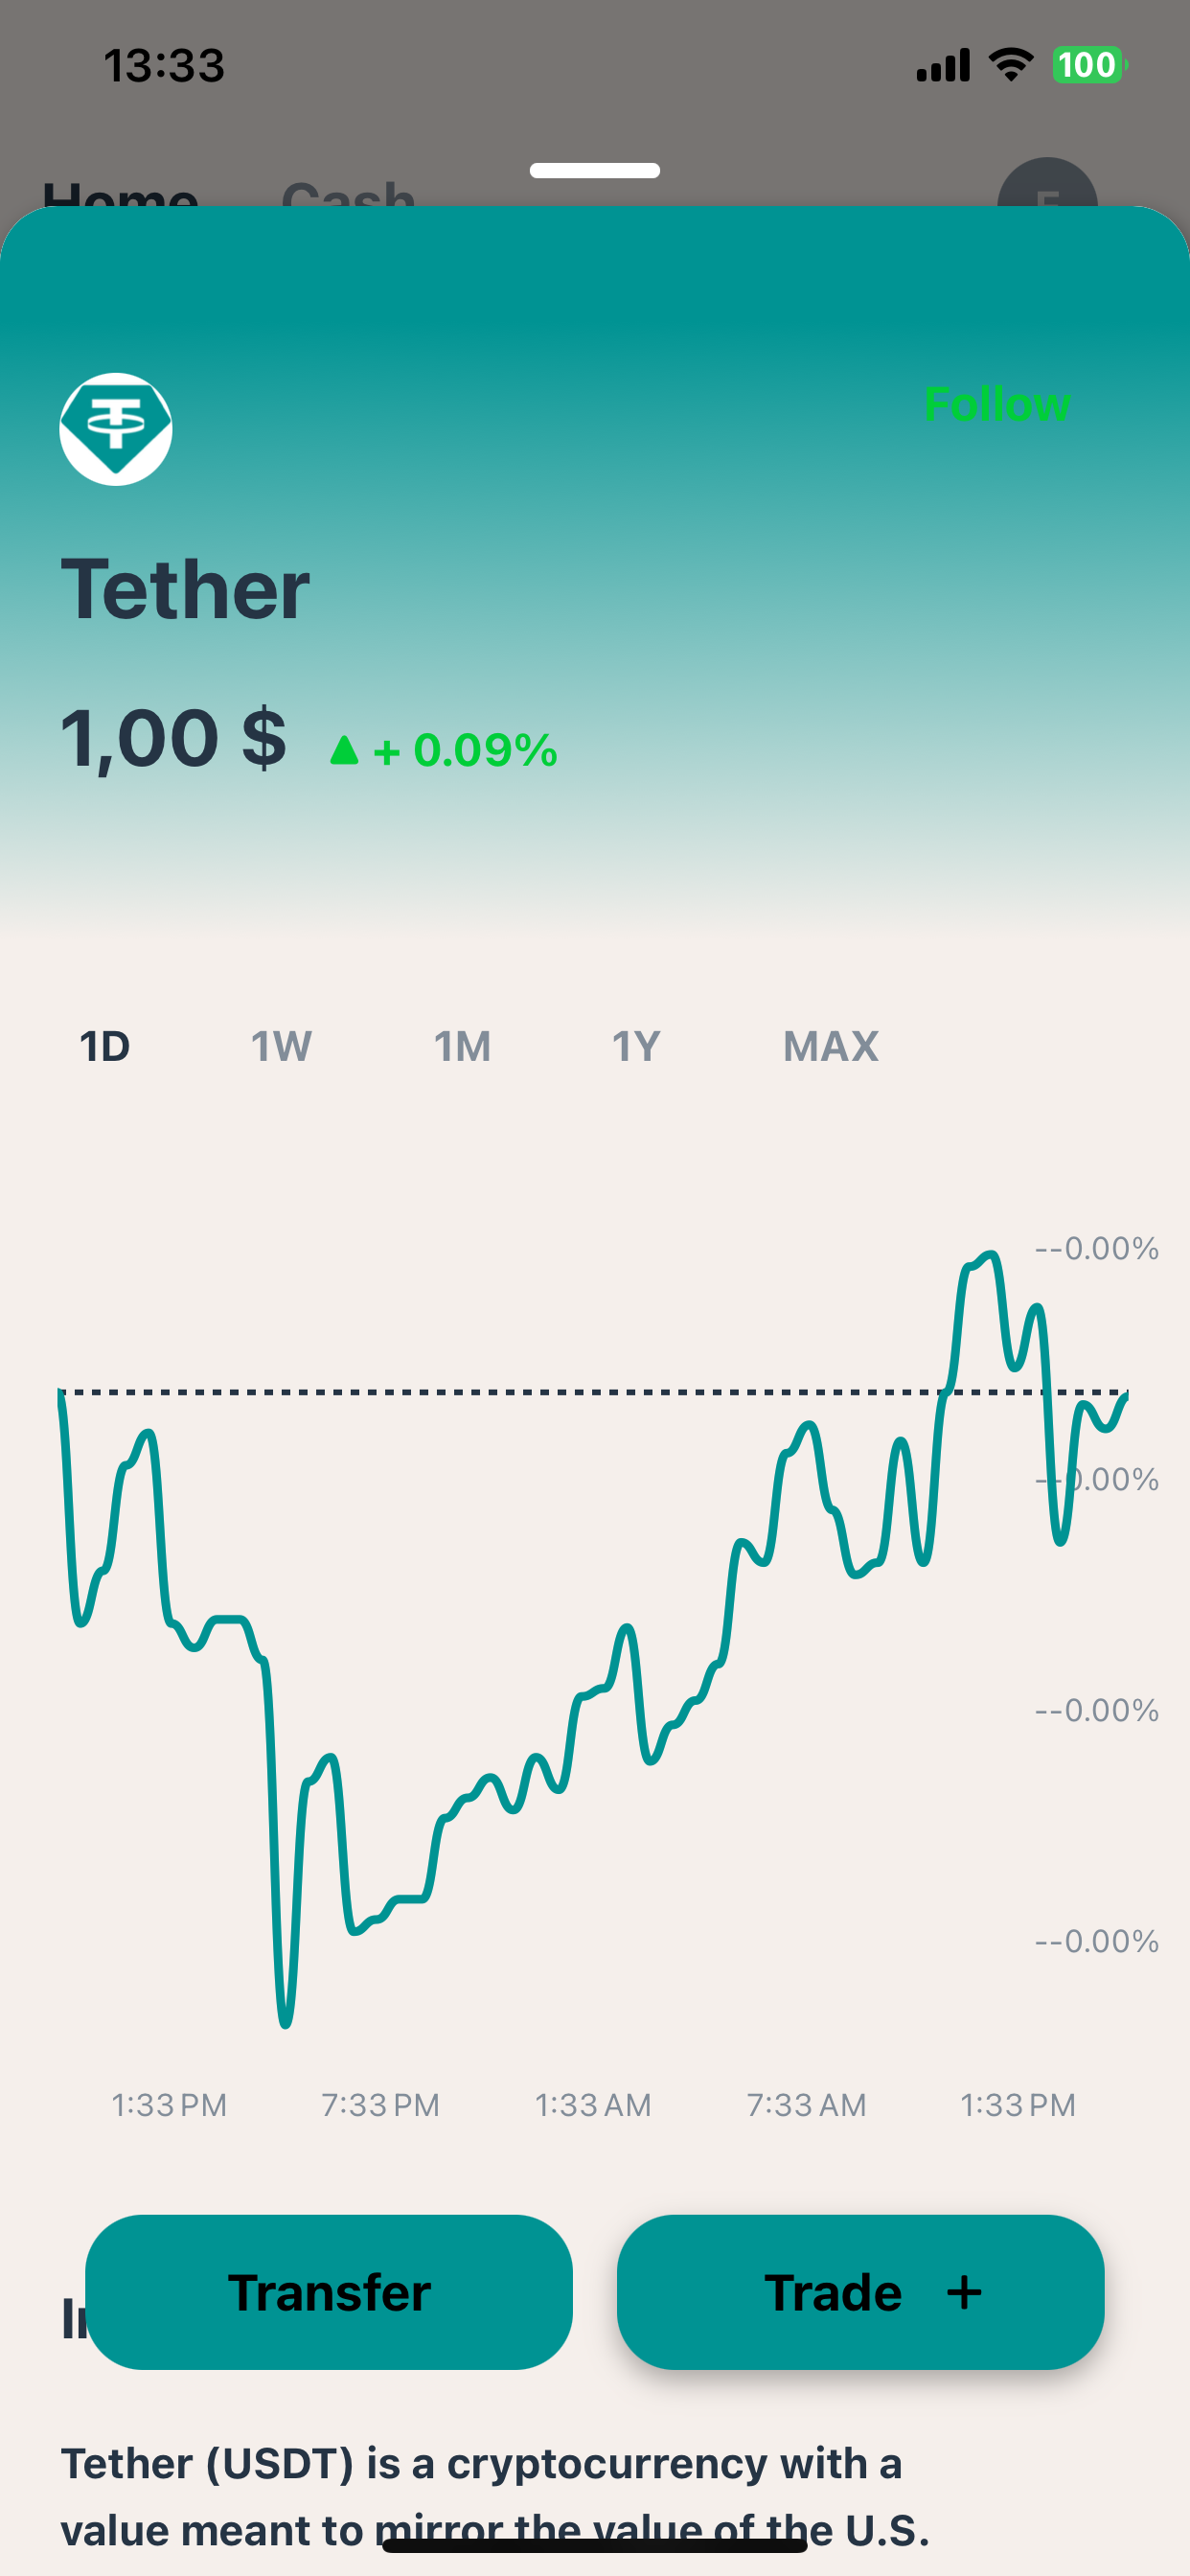 13:33
100
Home Cash
Follow
Tether
1,00 $ ▲ + 0.09%
1D 1W 1M 1Y MAX
--0.00%
--0.00%
--0.00%
--0.00%
1:33 PM 7:33 PM 1:33 AM 7:33 AM 1:33 PM
Transfer
Trade +
Tether (USDT) is a cryptocurrency with a
value meant to mirror the value of the U.S.